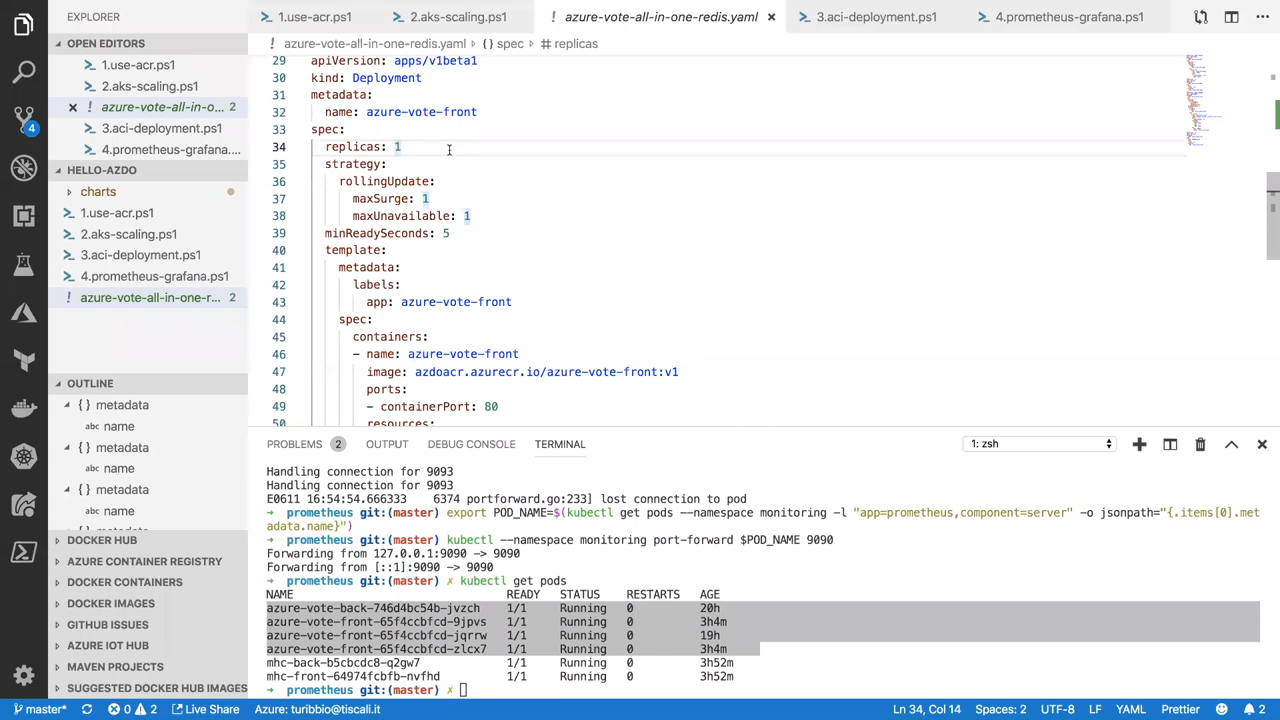 EXPLORER
1.use-acr.ps1
2.aks-scaling.ps1
! azure-vote-all-in-one-redis.yaml
3.aci-deployment.ps1
4.prometheus-grafana.ps1
OPEN EDITORS
1.use-acr.ps1
2.aks-scaling.ps1
! azure-vote-all-in-o... 2
3.aci-deployment.ps1
4.prometheus-grafana....
HELLO-AZDO
charts
1.use-acr.ps1
2.aks-scaling.ps1
3.aci-deployment.ps1
4.prometheus-grafana.ps1
! azure-vote-all-in-one-r... 2
OUTLINE
{ } metadata
abc name
{ } metadata
abc name
{ } metadata
abc name
DOCKER HUB
AZURE CONTAINER REGISTRY
DOCKER CONTAINERS
DOCKER IMAGES
GITHUB ISSUES
AZURE IOT HUB
MAVEN PROJECTS
SUGGESTED DOCKER HUB IMAGES
4
! azure-vote-all-in-one-redis.yaml ▸ { } spec ▸ # replicas
29 apiVersion: apps/v1beta1
30 kind: Deployment
31 metadata:
32 name: azure-vote-front
33 spec:
34 replicas: 1
35 strategy:
36 rollingUpdate:
37 maxSurge: 1
38 maxUnavailable: 1
39 minReadySeconds: 5
40 template:
41 metadata:
42 labels:
43 app: azure-vote-front
44 spec:
45 containers:
46 - name: azure-vote-front
47 image: azdoacr.azurecr.io/azure-vote-front:v1
48 ports:
49 - containerPort: 80
50 resources:
PROBLEMS 2 OUTPUT DEBUG CONSOLE TERMINAL 1: zsh
Handling connection for 9093
Handling connection for 9093
E0611 16:54:54.666333 6374 portforward.go:233] lost connection to pod
➜ prometheus git:(master) export POD_NAME=$(kubectl get pods --namespace monitoring -l "app=prometheus,component=server" -o jsonpath="{.items[0].met
adata.name}")
➜ prometheus git:(master) kubectl --namespace monitoring port-forward $POD_NAME 9090
Forwarding from 127.0.0.1:9090 -> 9090
Forwarding from [::1]:9090 -> 9090
➜ prometheus git:(master) ✗ kubectl get pods
NAME READY STATUS RESTARTS AGE
azure-vote-back-746d4bc54b-jvzch 1/1 Running 0 20h
azure-vote-front-65f4ccbfcd-9jpvs 1/1 Running 0 3h4m
azure-vote-front-65f4ccbfcd-jqrrw 1/1 Running 0 19h
azure-vote-front-65f4ccbfcd-zlcx7 1/1 Running 0 3h4m
mhc-back-b5cbcdc8-q2gw7 1/1 Running 0 3h52m
mhc-front-64974fcbfb-nvfhd 1/1 Running 0 3h52m
➜ prometheus git:(master) ✗
master* 0 2 Live Share Azure: turibbio@tiscali.it Ln 34, Col 14 Spaces: 2 UTF-8 LF YAML Prettier 2